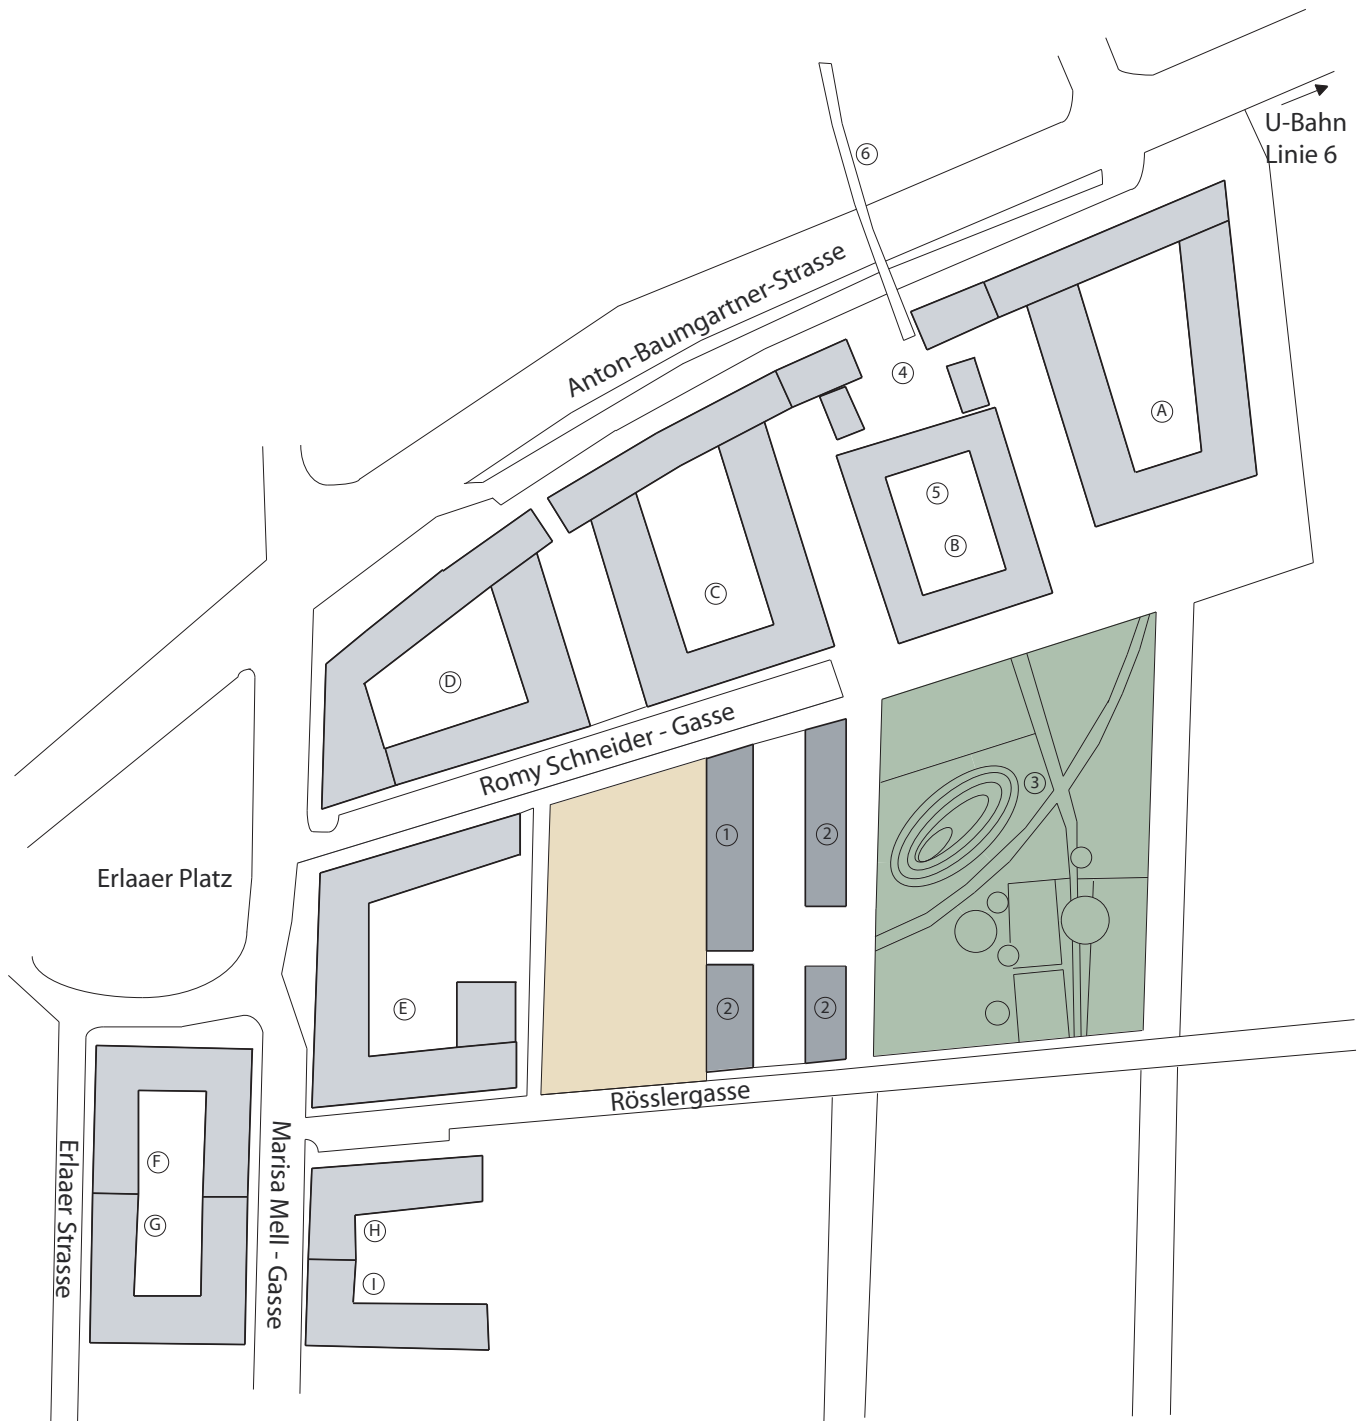 U-Bahn
Linie 6
6
Anton-Baumgartner-Strasse
4
A
5
B
C
D
Romy Schneider - Gasse
3
1
2
Erlaaer Platz
E
2
2
Rösslergasse
Erlaaer Strasse
F
G
Marisa Mell - Gasse
H
I